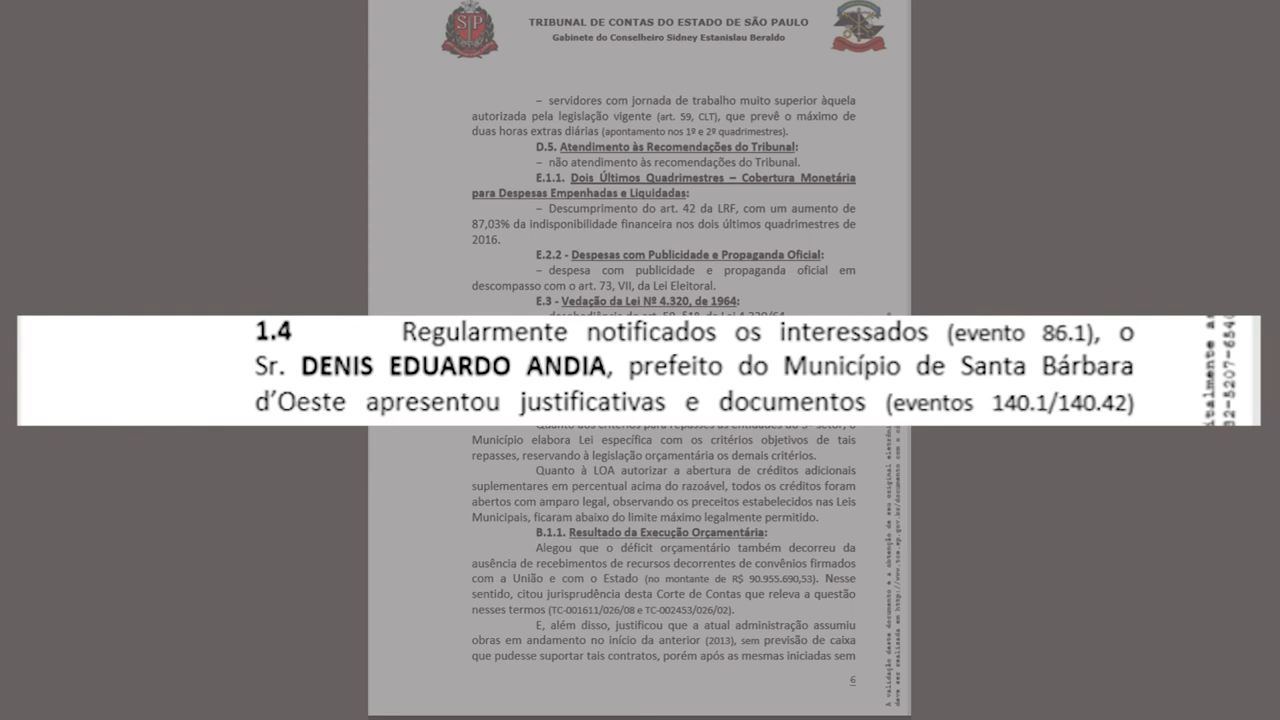 TRIBUNAL DE CONTAS DO ESTADO DE SÃO PAULO
Gabinete do Conselheiro Sidney Estanislau Beraldo
– servidores com jornada de trabalho muito superior àquela
autorizada pela legislação vigente (art. 59, CLT), que prevê o máximo de
duas horas extras diárias (apontamento nos 1º e 2º quadrimestres).
D.5. Atendimento às Recomendações do Tribunal:
– não atendimento às recomendações do Tribunal.
E.1.1. Dois Últimos Quadrimestres – Cobertura Monetária
para Despesas Empenhadas e Liquidadas:
– Descumprimento do art. 42 da LRF, com um aumento de
87,03% da indisponibilidade financeira nos dois últimos quadrimestres de
2016.
E.2.2 - Despesas com Publicidade e Propaganda Oficial:
– despesa com publicidade e propaganda oficial em
descompasso com o art. 73, VII, da Lei Eleitoral.
E.3 - Vedação da Lei Nº 4.320, de 1964:
1.4 Regularmente notificados os interessados (evento 86.1), o
Sr. DENIS EDUARDO ANDIA, prefeito do Município de Santa Bárbara
d’Oeste apresentou justificativas e documentos (eventos 140.1/140.42)
Município elabora Lei específica com os critérios objetivos de tais
repasses, reservando à legislação orçamentária os demais critérios.
Quanto à LOA autorizar a abertura de créditos adicionais
suplementares em percentual acima do razoável, todos os créditos foram
abertos com amparo legal, observando os preceitos estabelecidos nas Leis
Municipais, ficaram abaixo do limite máximo legalmente permitido.
B.1.1. Resultado da Execução Orçamentária:
Alegou que o déficit orçamentário também decorreu da
ausência de recebimentos de recursos decorrentes de convênios firmados
com a União e com o Estado (no montante de R$ 90.955.690,53). Nesse
sentido, citou jurisprudência desta Corte de Contas que releva a questão
nesses termos (TC-001611/026/08 e TC-002453/026/02).
E, além disso, justificou que a atual administração assumiu
obras em andamento no início da anterior (2013), sem previsão de caixa
que pudesse suportar tais contratos, porém após as mesmas iniciadas sem
6